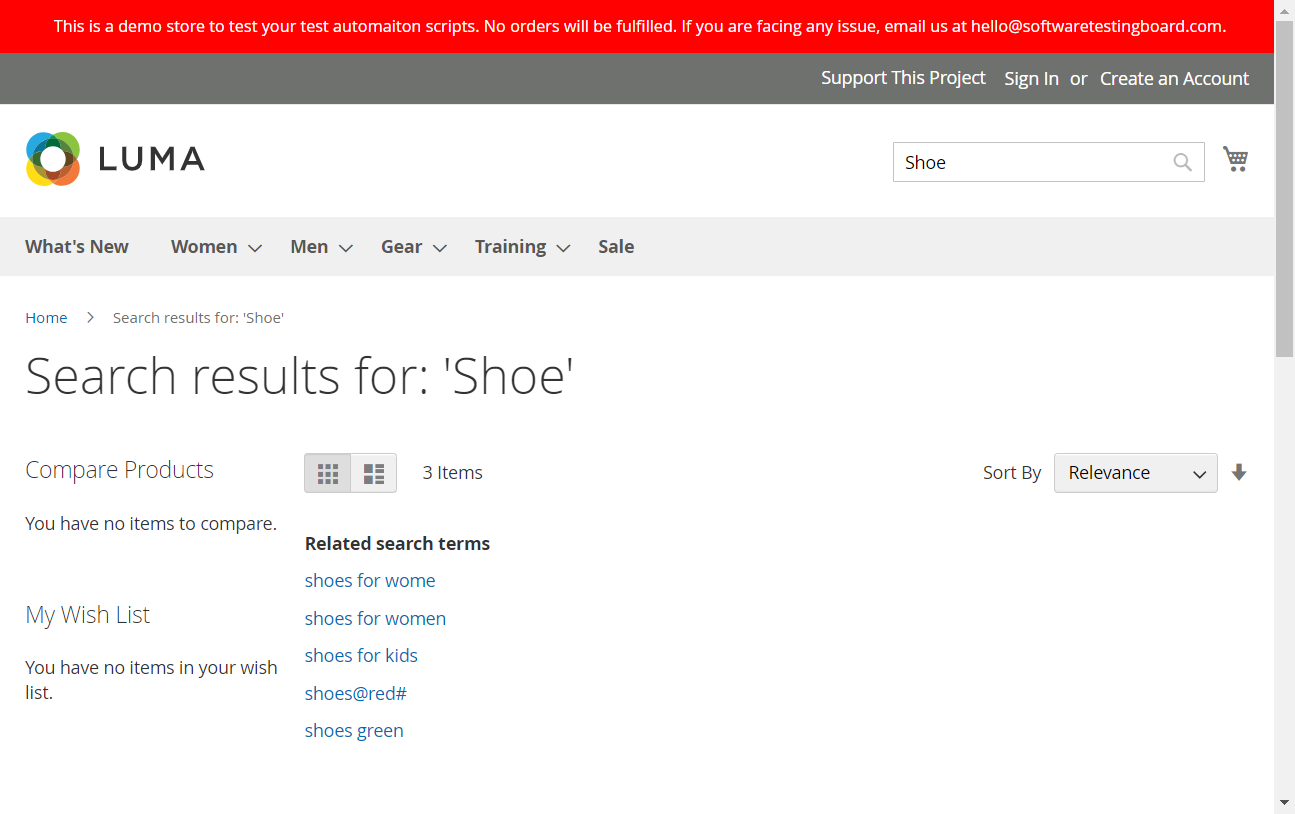 This is a demo store to test your test automaiton scripts. No orders will be fulfilled. If you are facing any issue, email us at hello@softwaretestingboard.com.
Support This Project Sign In or Create an Account
LUMA
Shoe
What's New Women Men Gear Training Sale
Home > Search results for: 'Shoe'
Search results for: 'Shoe'
Compare Products
You have no items to compare.
My Wish List
You have no items in your wish
list.
3 Items
Sort By Relevance
Related search terms
shoes for wome
shoes for women
shoes for kids
shoes@red#
shoes green